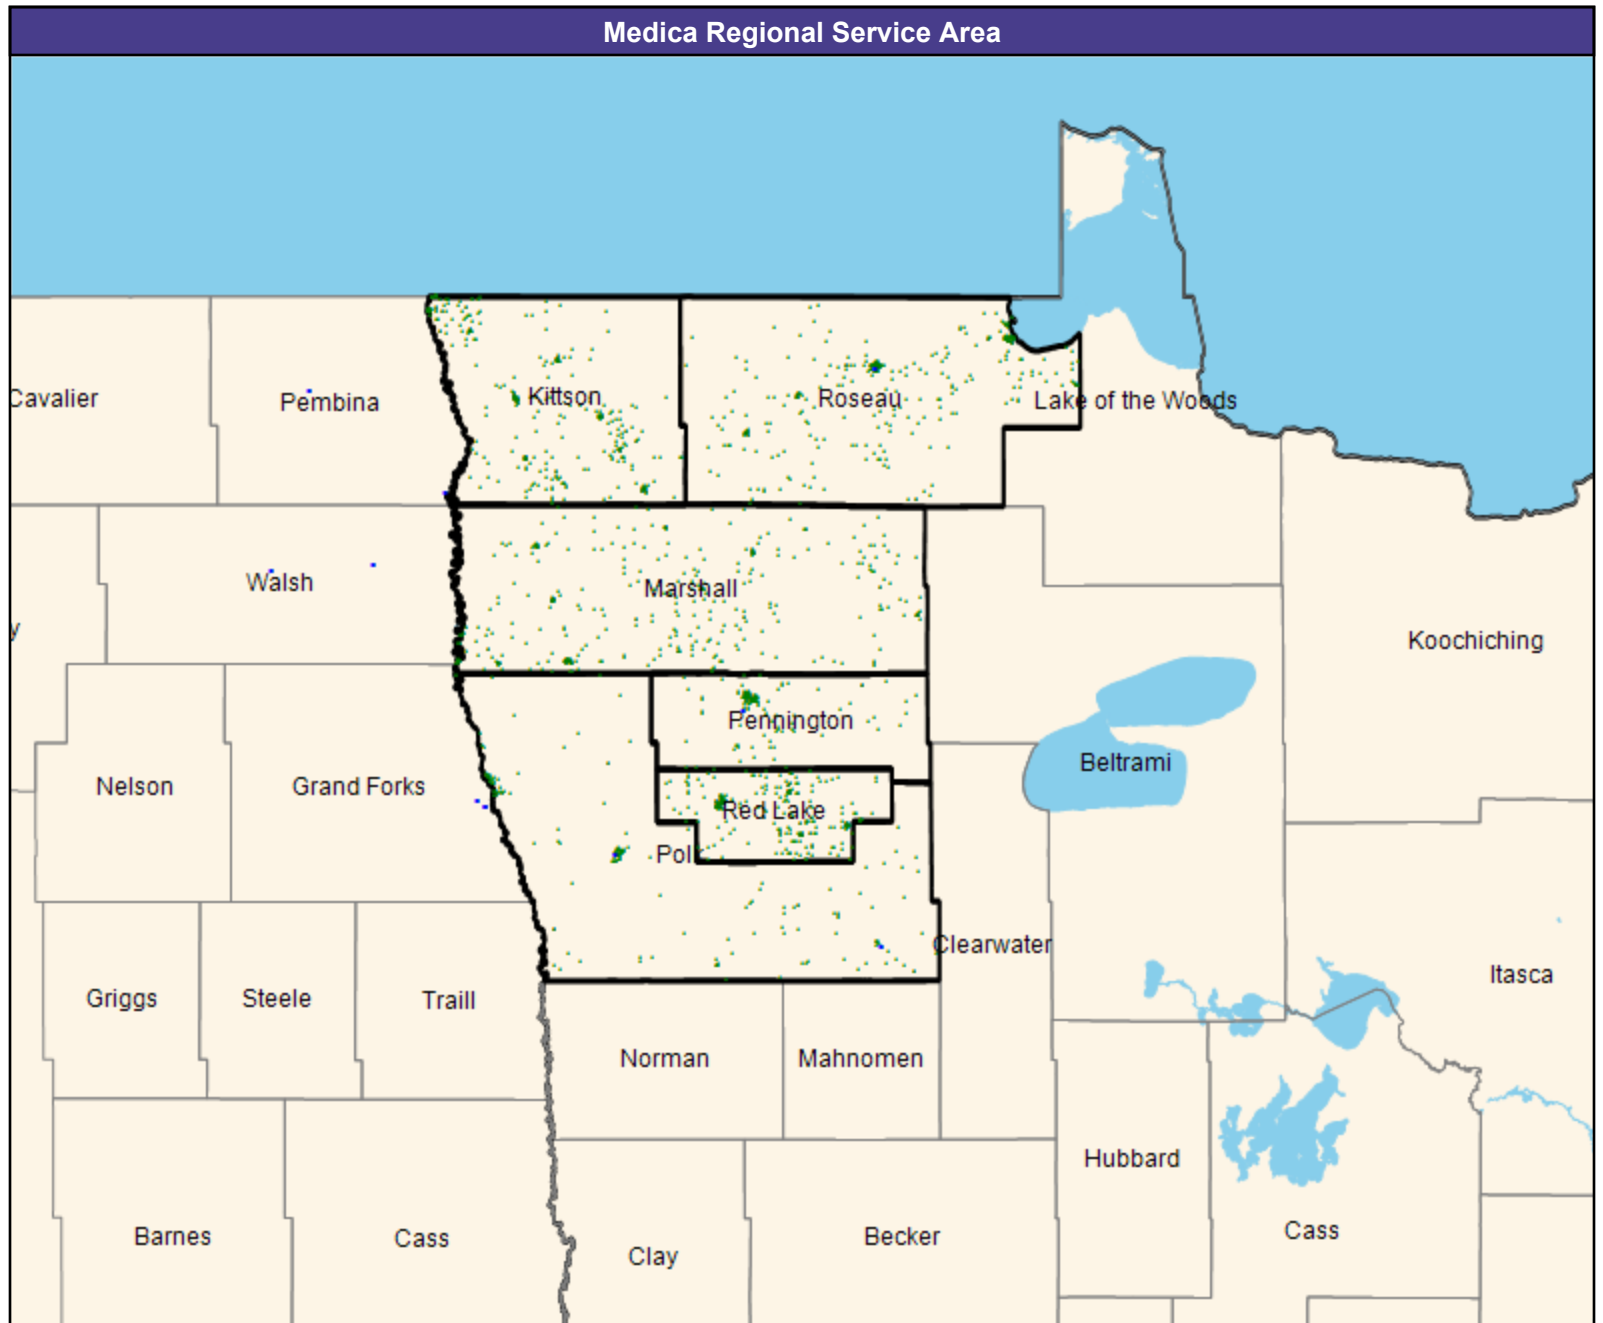 Medica Regional Service Area
Cavalier
Pembina
Kittson
Roseau
Lake of the Woods
Walsh
Marshall
y
Koochiching
Pennington
Nelson
Grand Forks
Beltrami
Red Lake
Pol
Clearwater
Griggs
Steele
Traill
Itasca
Norman
Mahnomen
Hubbard
Barnes
Cass
Clay
Becker
Cass